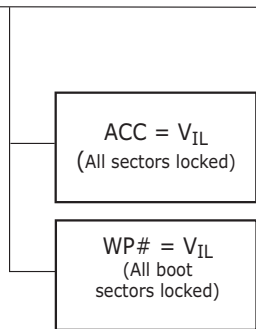 ACC = VIL
(All sectors locked)
WP# = VIL
(All boot
sectors locked)